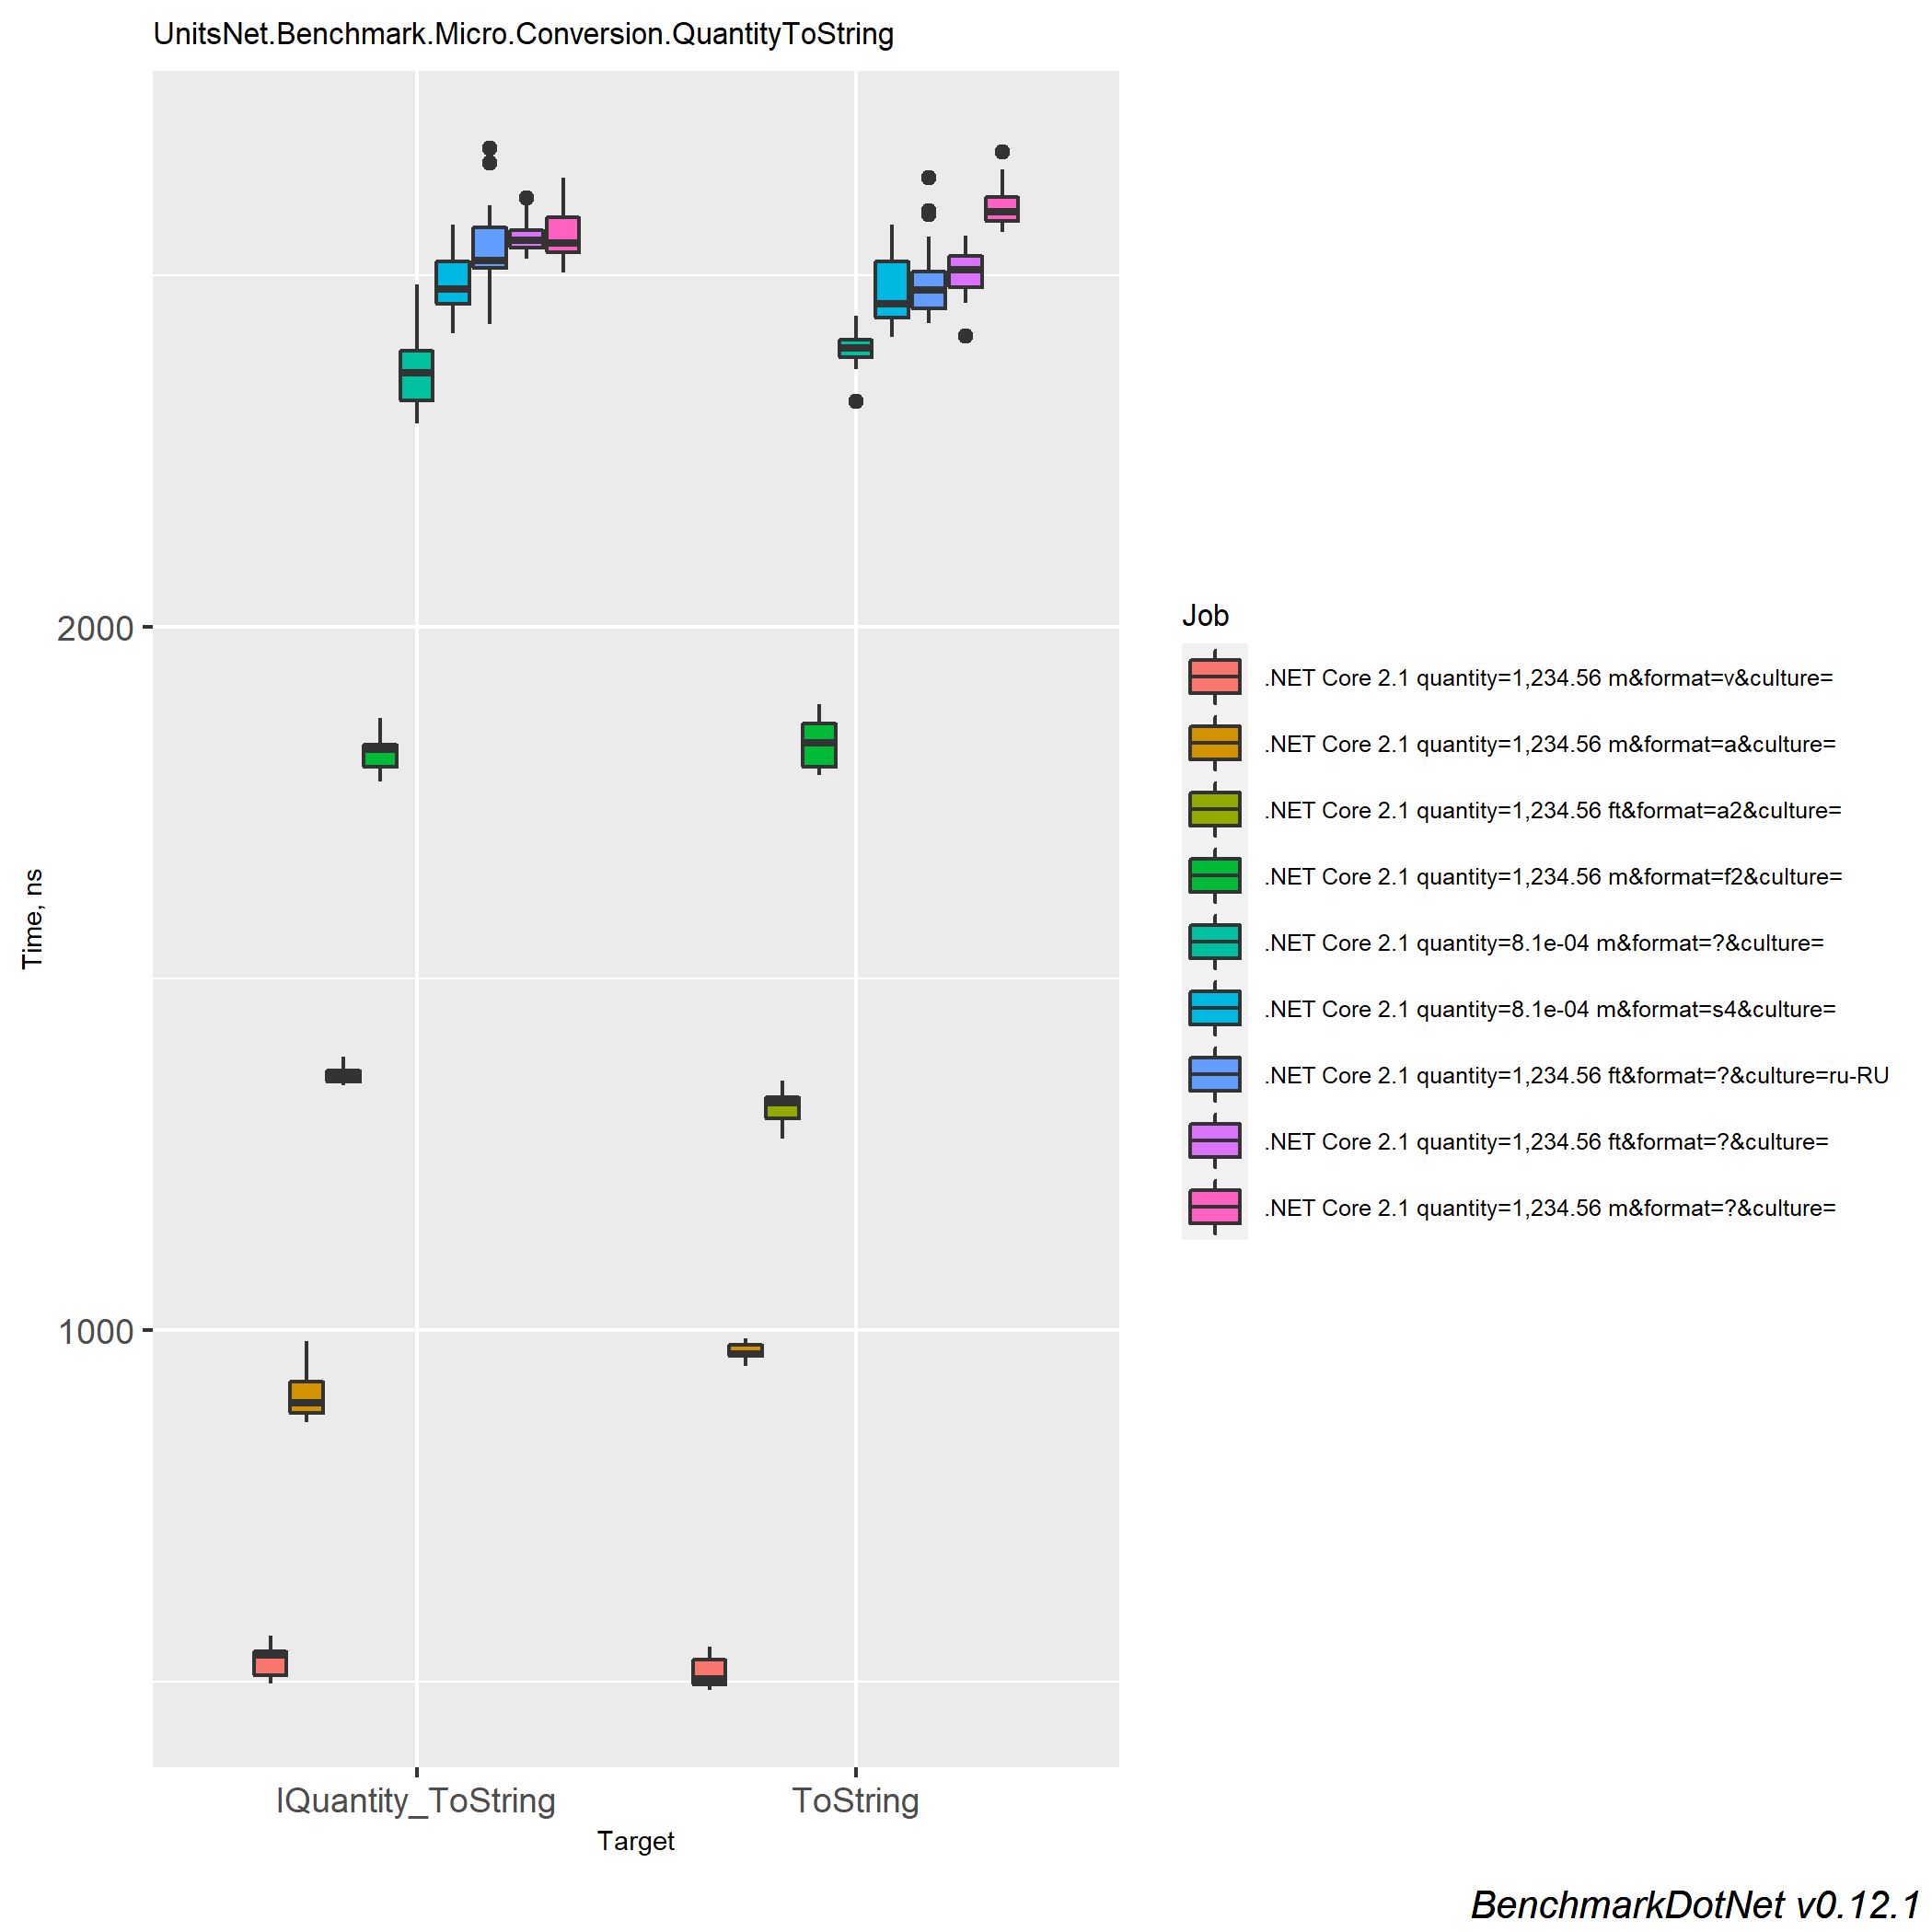 UnitsNet.Benchmark.Micro.Conversion.QuantityToString
2000
1000
Time, ns
IQuantity_ToString
ToString
Target
Job
.NET Core 2.1 quantity=1,234.56 m&format=v&culture=
.NET Core 2.1 quantity=1,234.56 m&format=a&culture=
.NET Core 2.1 quantity=1,234.56 ft&format=a2&culture=
.NET Core 2.1 quantity=1,234.56 m&format=f2&culture=
.NET Core 2.1 quantity=8.1e-04 m&format=?&culture=
.NET Core 2.1 quantity=8.1e-04 m&format=s4&culture=
.NET Core 2.1 quantity=1,234.56 ft&format=?&culture=ru-RU
.NET Core 2.1 quantity=1,234.56 ft&format=?&culture=
.NET Core 2.1 quantity=1,234.56 m&format=?&culture=
BenchmarkDotNet v0.12.1